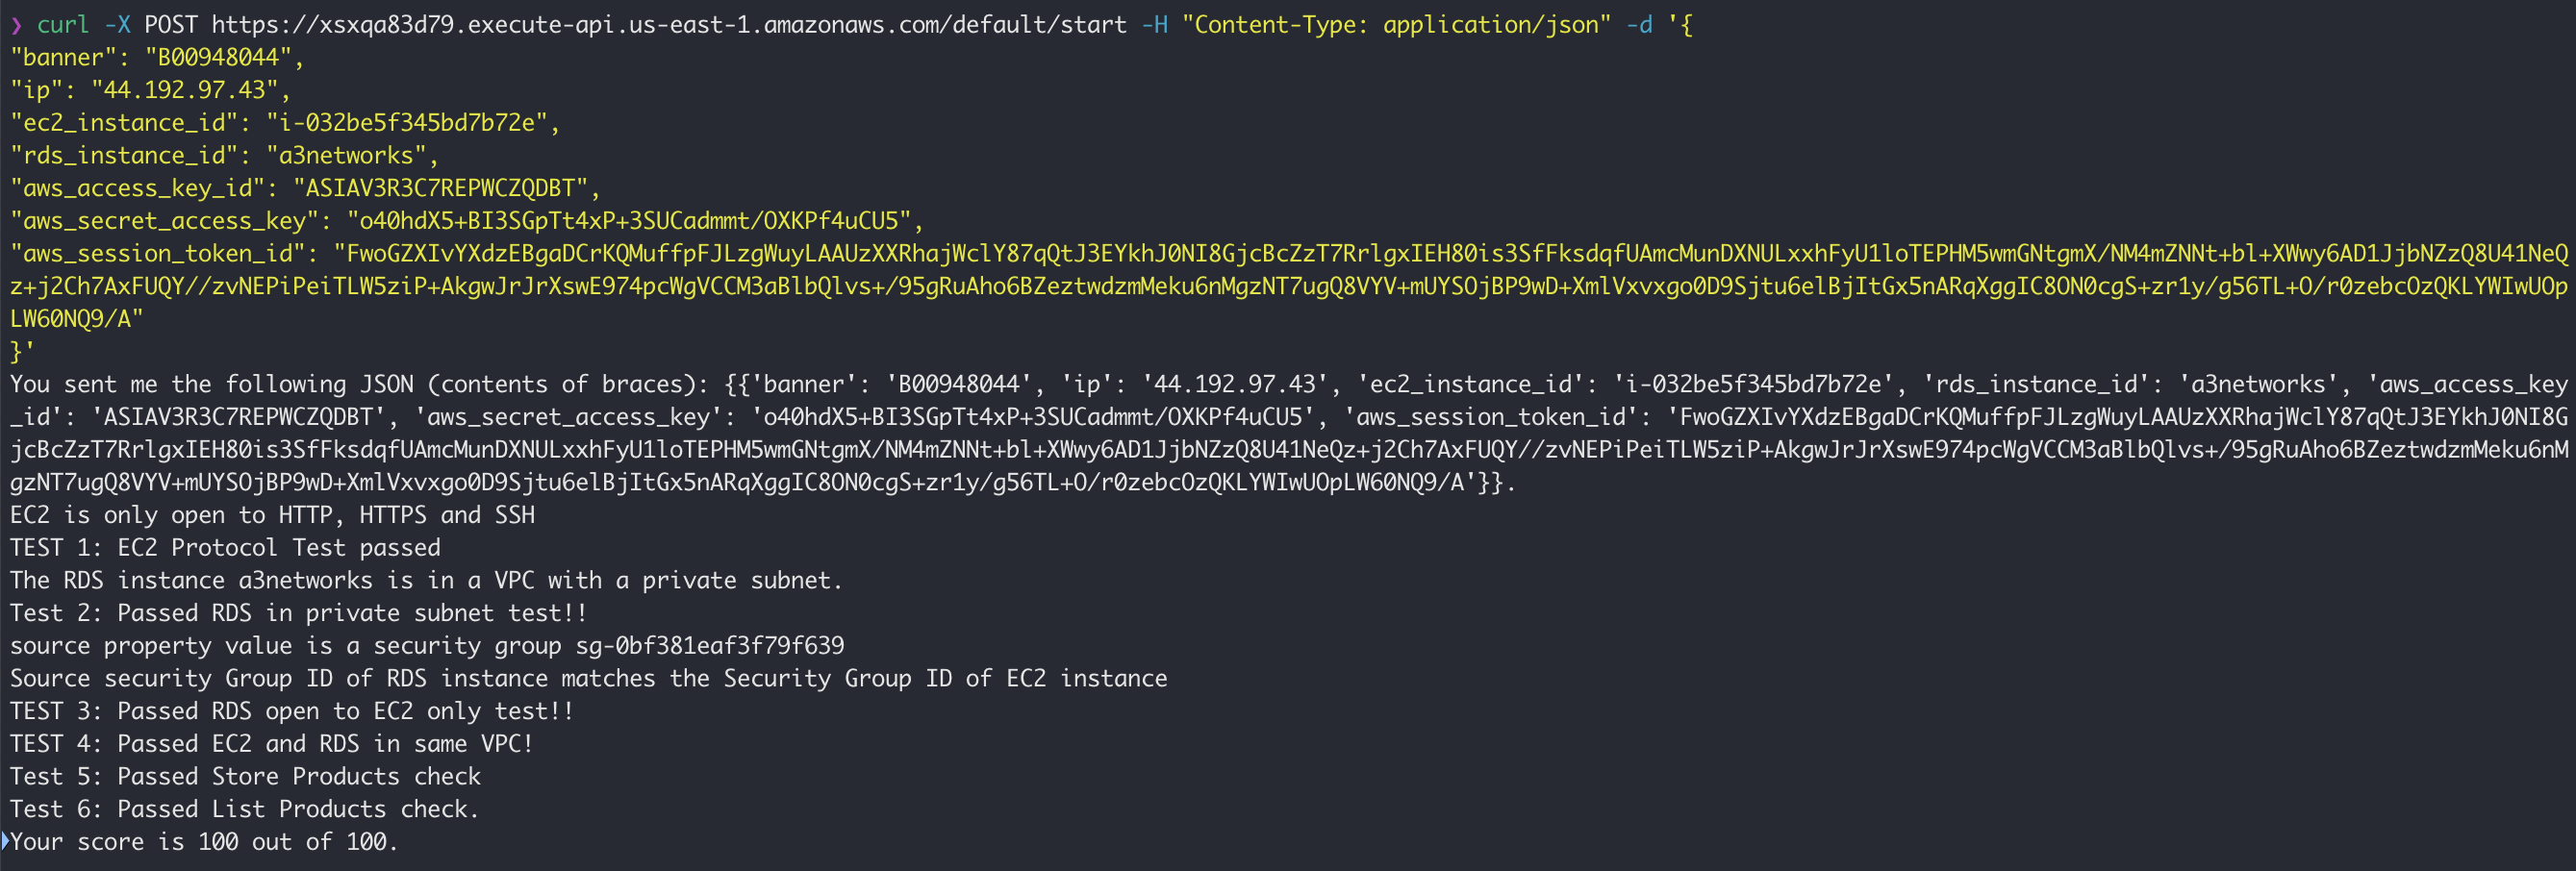 ❯ curl -X POST https://xsxqa83d79.execute-api.us-east-1.amazonaws.com/default/start -H "Content-Type: application/json" -d '{
"banner": "B00948044",
"ip": "44.192.97.43",
"ec2_instance_id": "i-032be5f345bd7b72e",
"rds_instance_id": "a3networks",
"aws_access_key_id": "ASIAV3R3C7REPWCZQDBT",
"aws_secret_access_key": "o40hdX5+BI3SGpTt4xP+3SUCadmmt/OXKPf4uCU5",
"aws_session_token_id": "FwoGZXIvYXdzEBgaDCrKQMuffpFJLzgWuyLAAUzXXRhajWclY87qQtJ3EYkhJ0NI8GjcBcZzT7RrlgxIEH80is3SfFksdqfUAmcMunDXNULxxhFyU1loTEPHM5wmGNtgmX/NM4mZNNt+bl+XWwy6AD1JjbNZzQ8U41NeQ
z+j2Ch7AxFUQY//zvNEPiPeiTLW5ziP+AkgwJrJrXswE974pcWgVCCM3aBlbQlvs+/95gRuAho6BZeztwdzmMeku6nMgzNT7ugQ8VYV+mUYSOjBP9wD+XmlVxvxgo0D9Sjtu6elBjItGx5nARqXggIC8ON0cgS+zr1y/g56TL+O/r0zebcOzQKLYWIwUOp
LW60NQ9/A"
}'
You sent me the following JSON (contents of braces): {{'banner': 'B00948044', 'ip': '44.192.97.43', 'ec2_instance_id': 'i-032be5f345bd7b72e', 'rds_instance_id': 'a3networks', 'aws_access_key
_id': 'ASIAV3R3C7REPWCZQDBT', 'aws_secret_access_key': 'o40hdX5+BI3SGpTt4xP+3SUCadmmt/OXKPf4uCU5', 'aws_session_token_id': 'FwoGZXIvYXdzEBgaDCrKQMuffpFJLzgWuyLAAUzXXRhajWclY87qQtJ3EYkhJ0NI8G
jcBcZzT7RrlgxIEH80is3SfFksdqfUAmcMunDXNULxxhFyU1loTEPHM5wmGNtgmX/NM4mZNNt+bl+XWwy6AD1JjbNZzQ8U41NeQz+j2Ch7AxFUQY//zvNEPiPeiTLW5ziP+AkgwJrJrXswE974pcWgVCCM3aBlbQlvs+/95gRuAho6BZeztwdzmMeku6nM
gzNT7ugQ8VYV+mUYSOjBP9wD+XmlVxvxgo0D9Sjtu6elBjItGx5nARqXggIC8ON0cgS+zr1y/g56TL+O/r0zebcOzQKLYWIwUOpLW60NQ9/A'}}.
EC2 is only open to HTTP, HTTPS and SSH
TEST 1: EC2 Protocol Test passed
The RDS instance a3networks is in a VPC with a private subnet.
Test 2: Passed RDS in private subnet test!!
source property value is a security group sg-0bf381eaf3f79f639
Source security Group ID of RDS instance matches the Security Group ID of EC2 instance
TEST 3: Passed RDS open to EC2 only test!!
TEST 4: Passed EC2 and RDS in same VPC!
Test 5: Passed Store Products check
Test 6: Passed List Products check.
Your score is 100 out of 100.